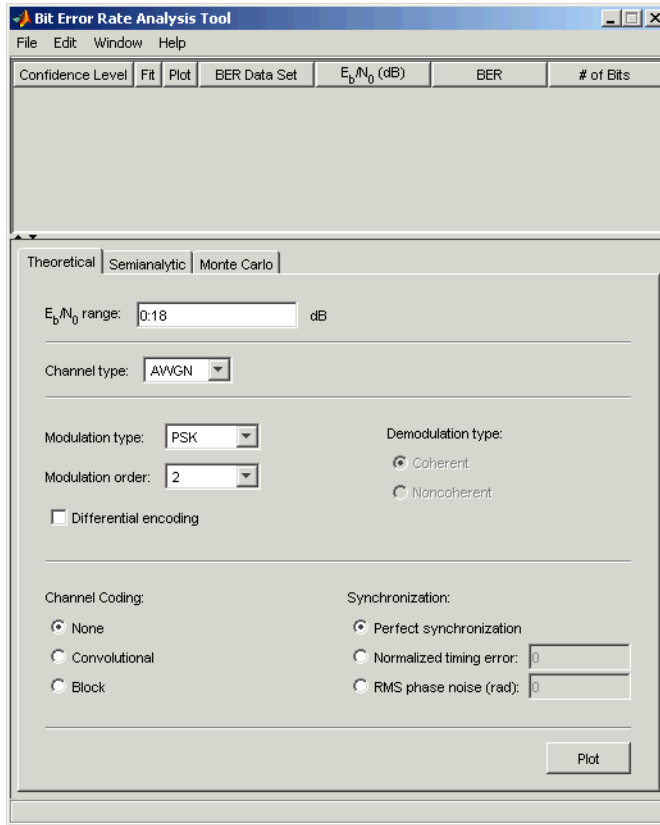 Bit Error Rate Analysis Tool
File Edit Window Help
Confidence Level Fit Plot BER Data Set Eb/N0 (dB) BER # of Bits
Theoretical Semianalytic Monte Carlo
Eb/N0 range: 0:18 dB
Channel type: AWGN
Modulation type: PSK Demodulation type:
Coherent
Modulation order: 2
Noncoherent
Differential encoding
Channel Coding: Synchronization:
None Perfect synchronization
Convolutional Normalized timing error: 0
Block RMS phase noise (rad): 0
Plot